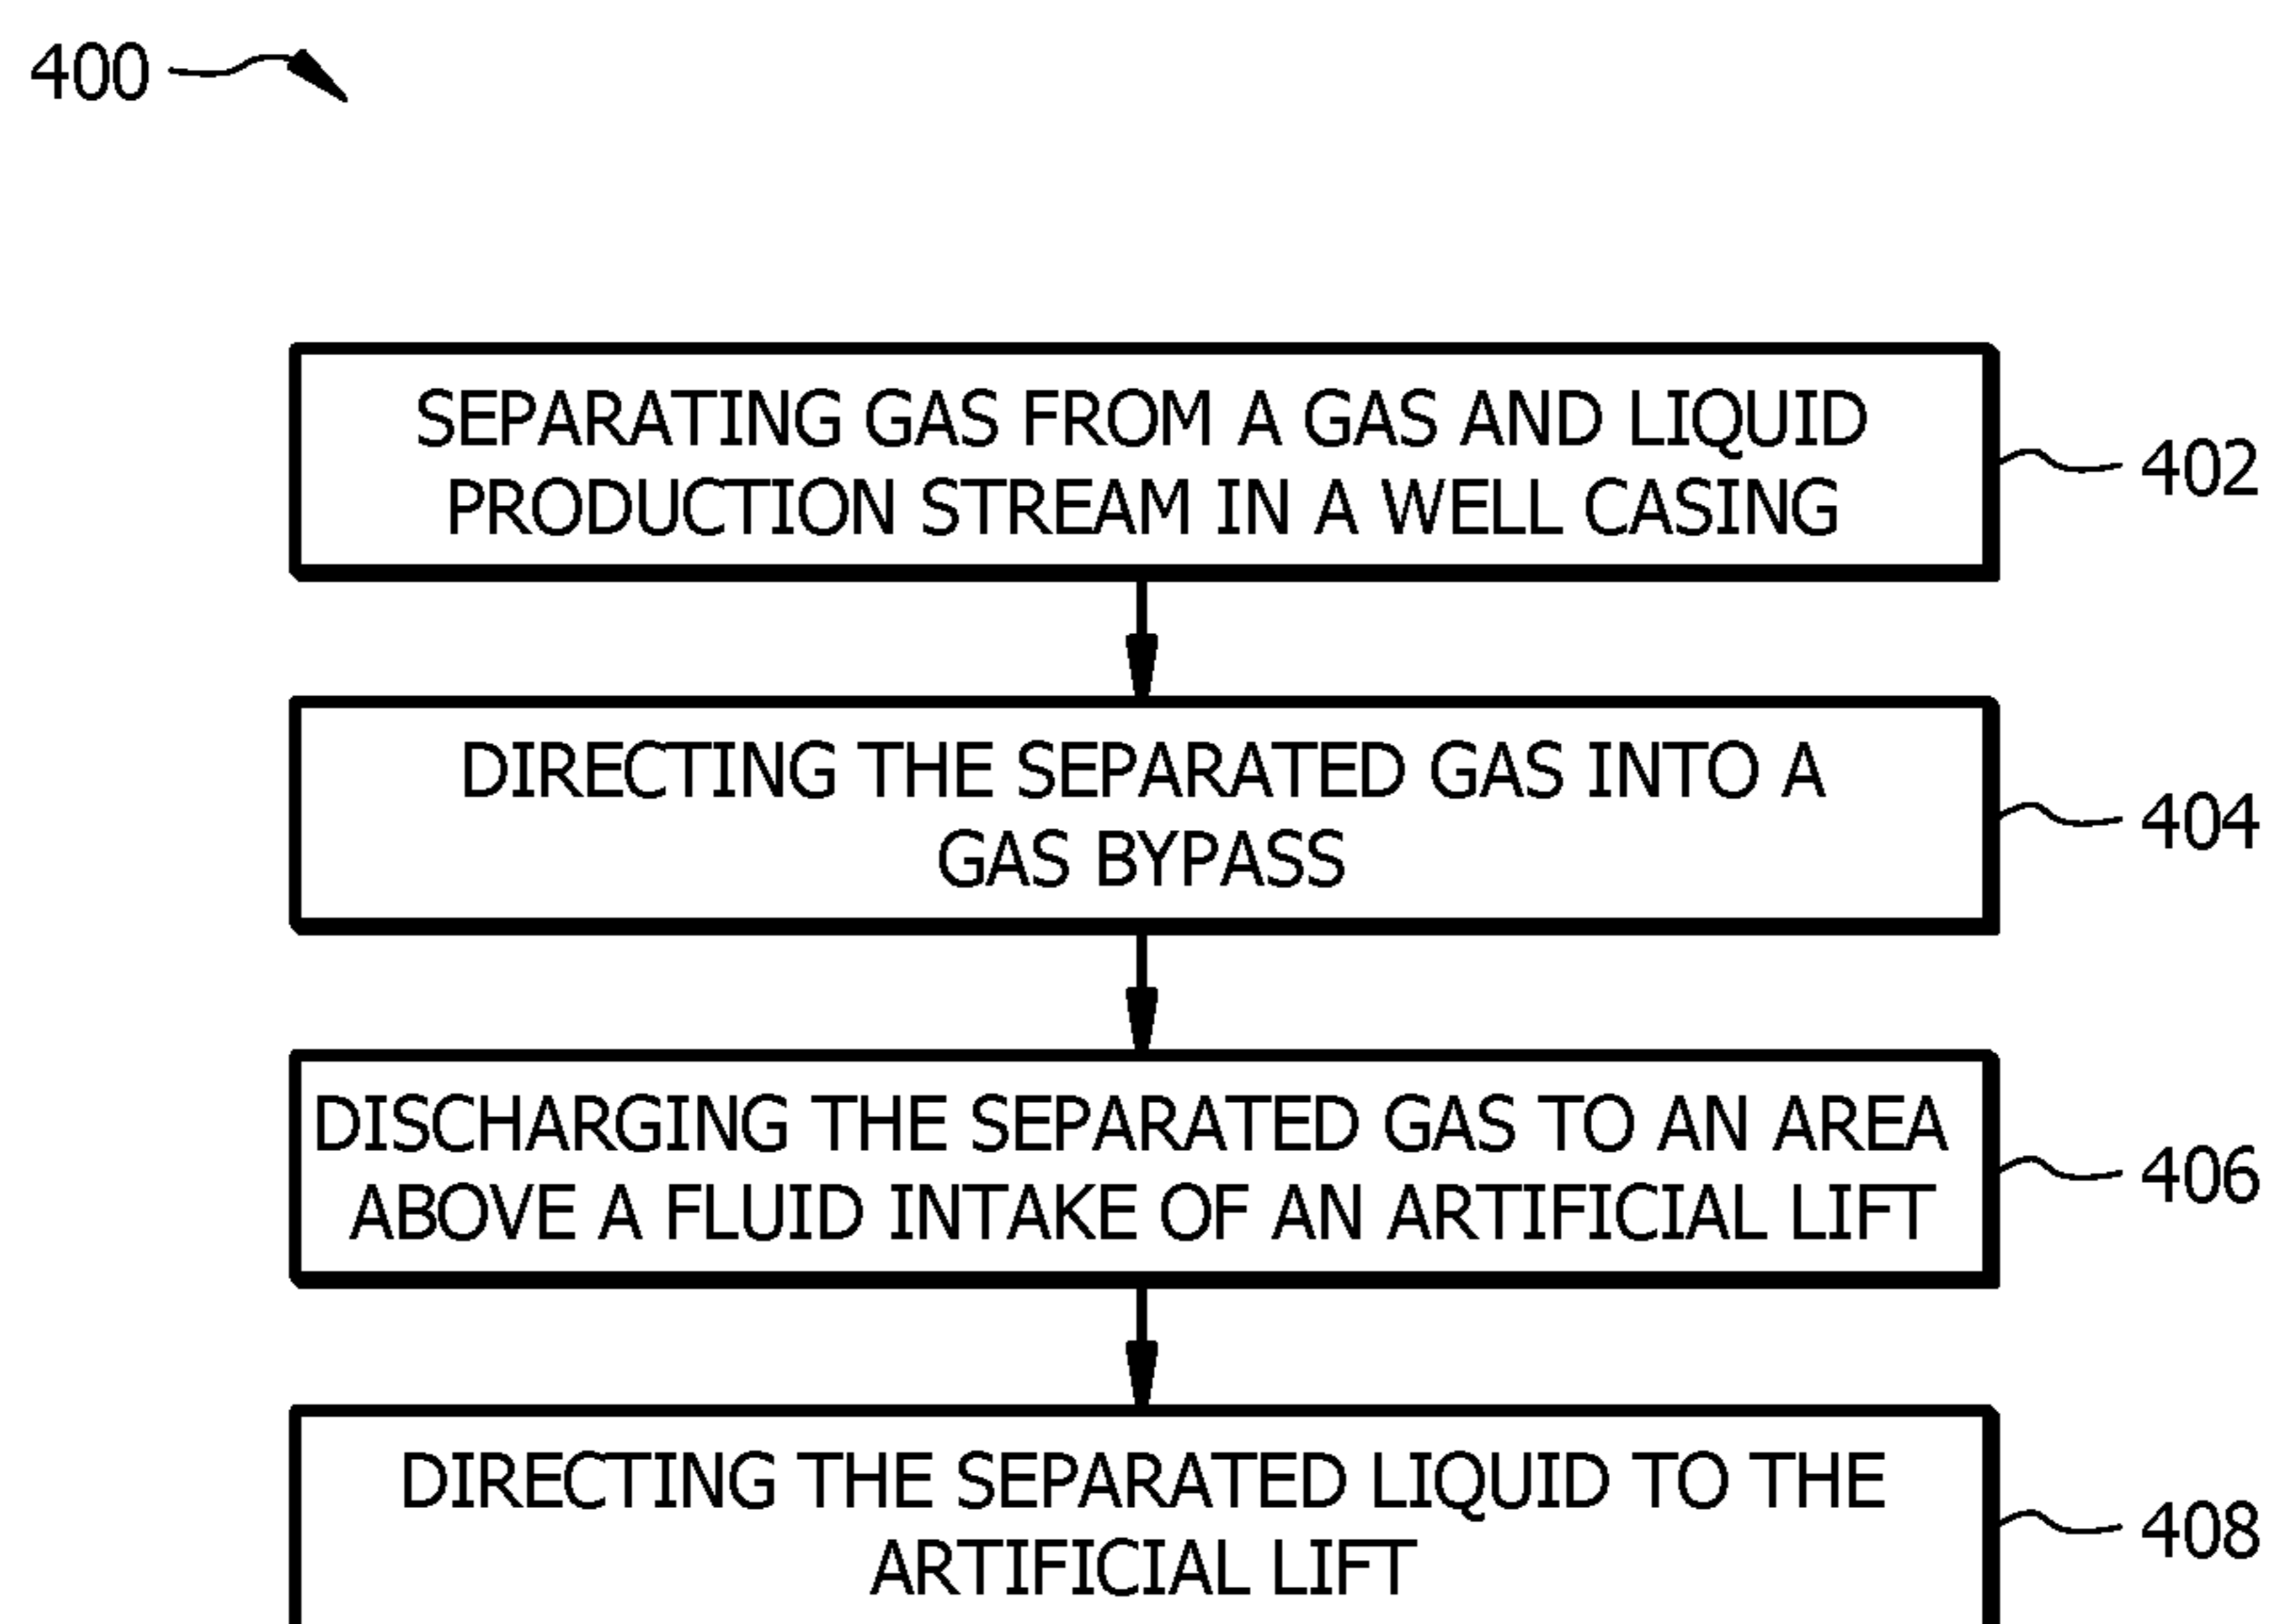 400
SEPARATING GAS FROM A GAS AND LIQUID
PRODUCTION STREAM IN A WELL CASING
402
DIRECTING THE SEPARATED GAS INTO A
GAS BYPASS
404
DISCHARGING THE SEPARATED GAS TO AN AREA
ABOVE A FLUID INTAKE OF AN ARTIFICIAL LIFT
406
DIRECTING THE SEPARATED LIQUID TO THE
ARTIFICIAL LIFT
408